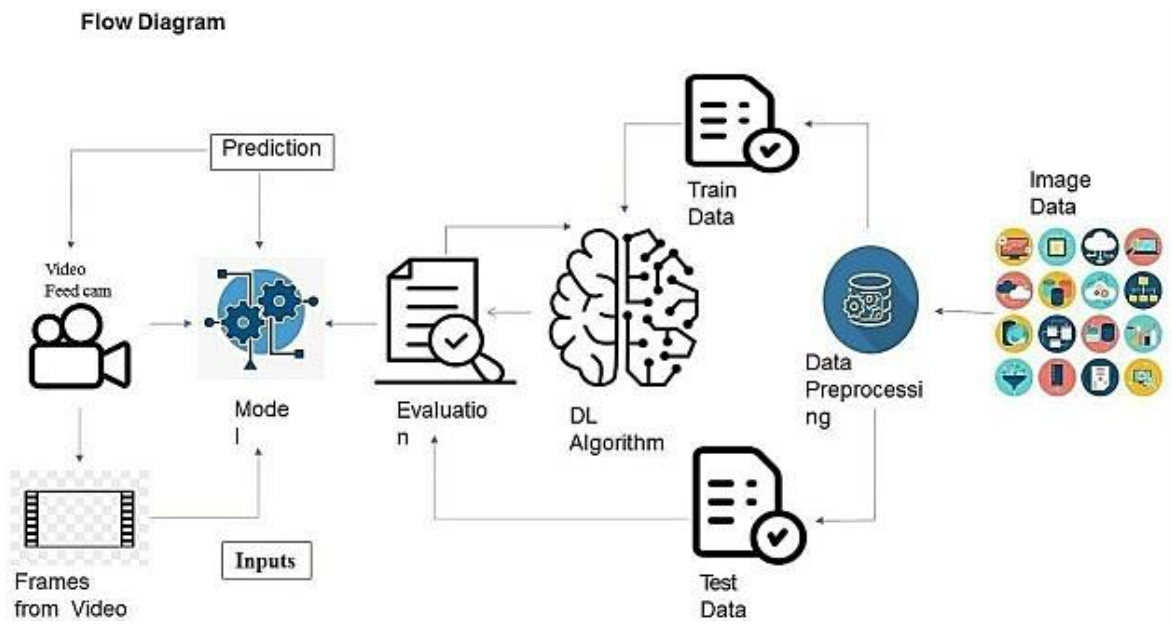 Flow Diagram
Prediction
Train
Data
Image
Data
Video
Feed cam
Mode
l
Evaluatio
n
DL
Algorithm
Data
Preprocessi
ng
Inputs
Frames
from Video
Test
Data